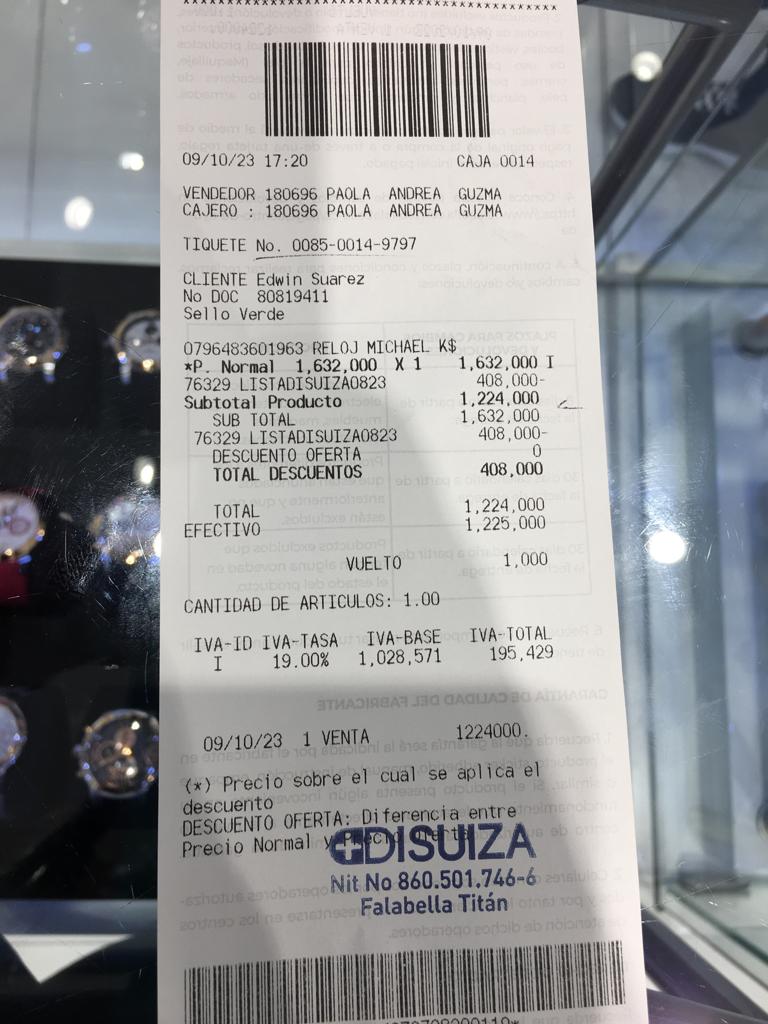 09/10/23 17:20 CAJA 0014
VENDEDOR 180696 PAOLA ANDREA GUZMA
CAJERO : 180696 PAOLA ANDREA GUZMA
TIQUETE No. 0085-0014-9797
CLIENTE Edwin Suarez
No DOC 80819411
Sello Verde
0796483601963 RELOJ MICHAEL K$
*P. Normal 1,632,000 X 1 1,632,000 I
76329 LISTADISUIZA0823 408,000-
Subtotal Producto 1,224,000
SUB TOTAL 1,632,000
76329 LISTADISUIZA0823 408,000-
DESCUENTO OFERTA 0
TOTAL DESCUENTOS 408,000
TOTAL 1,224,000
EFECTIVO 1,225,000
VUELTO 1,000
CANTIDAD DE ARTICULOS: 1.00
IVA-ID IVA-TASA IVA-BASE IVA-TOTAL
I 19.00% 1,028,571 195,429
09/10/23 1 VENTA 1224000.
(*) Precio sobre el cual se aplica el
descuento
DESCUENTO OFERTA: Diferencia entre
Precio Normal y Precio Oferta
DISUIZA
Nit No 860.501.746-6
Falabella Titán